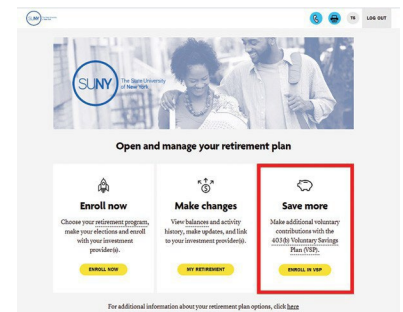 SUNY
TS
LOG OUT
SUNY
The State University
of New York
Open and manage your retirement plan
Enroll now
Choose your retirement program,
make your elections and enroll
with your investment
provider(s).
ENROLL NOW
Make changes
View balances and activity
history, make updates, and link
to your investment provider(s).
MY RETIREMENT
Save more
Make additional voluntary
contributions with the
403(b) Voluntary Savings
Plan (VSP).
ENROLL IN VSP
For additional information about your retirement plan options, click here